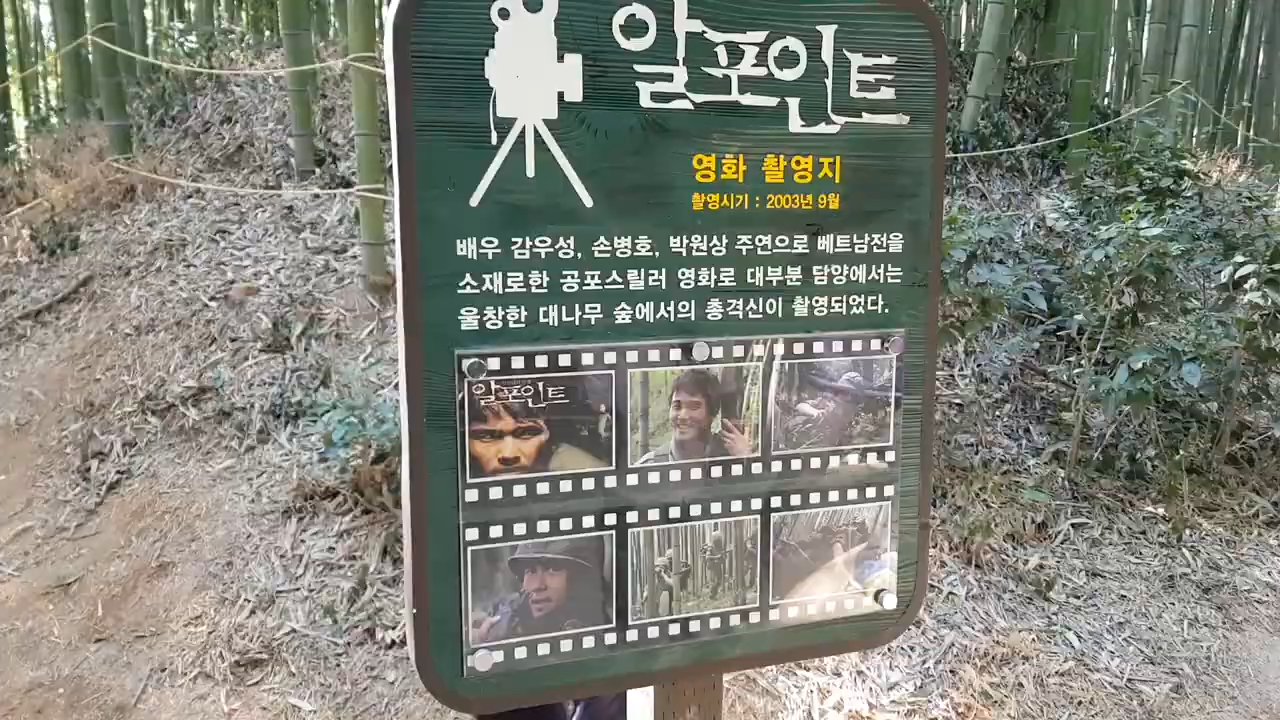 알포인트
영화 촬영지
촬영시기 : 2003년 9월
배우 감우성, 손병호, 박원상 주연으로 베트남전을
소재로한 공포스릴러 영화로 대부분 담양에서는
울창한 대나무 숲에서의 총격신이 촬영되었다.
알포인트